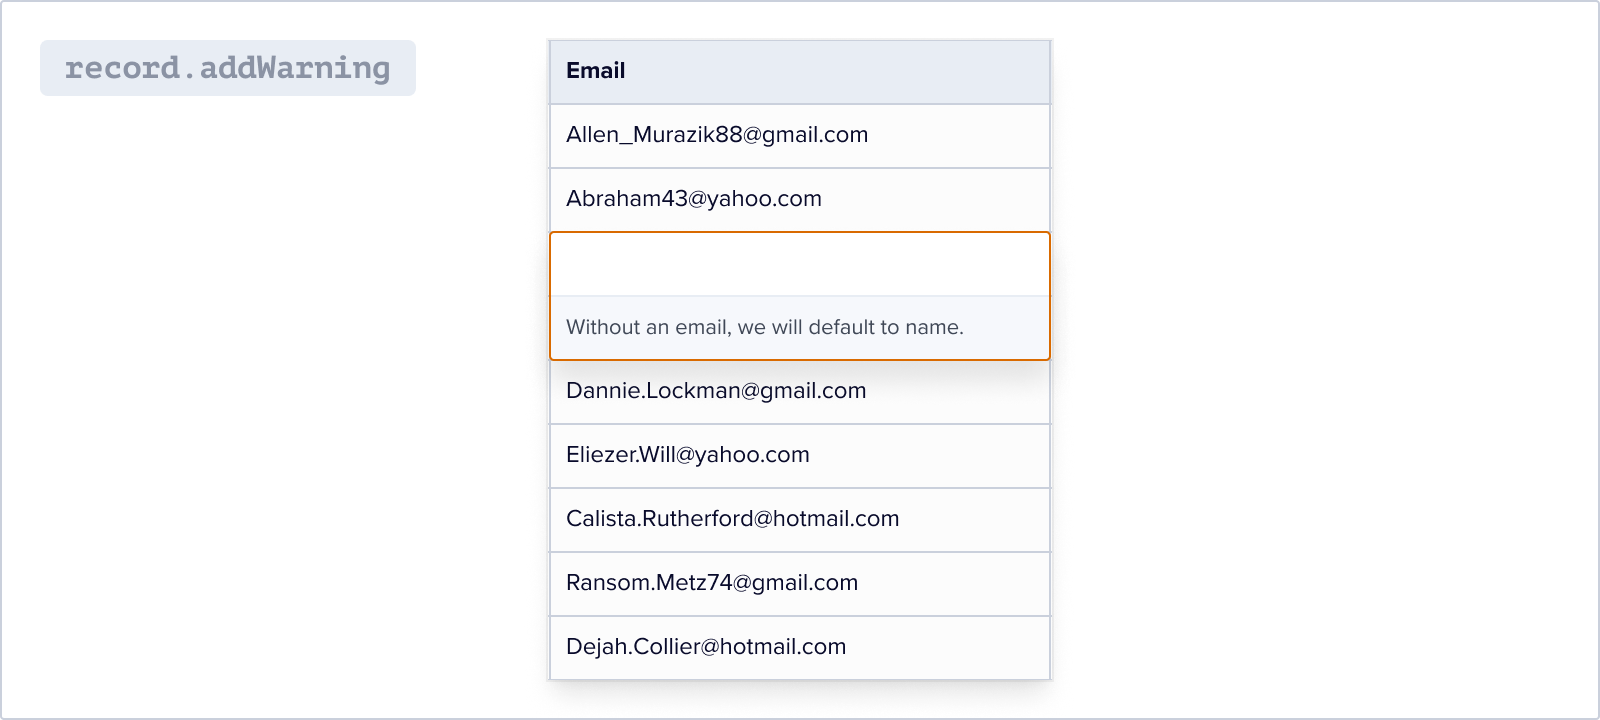 record.addWarning
Email
Allen_Murazik88@gmail.com
Abraham43@yahoo.com
Without an email, we will default to name.
Dannie.Lockman@gmail.com
Eliezer.Will@yahoo.com
Calista.Rutherford@hotmail.com
Ransom.Metz74@gmail.com
Dejah.Collier@hotmail.com